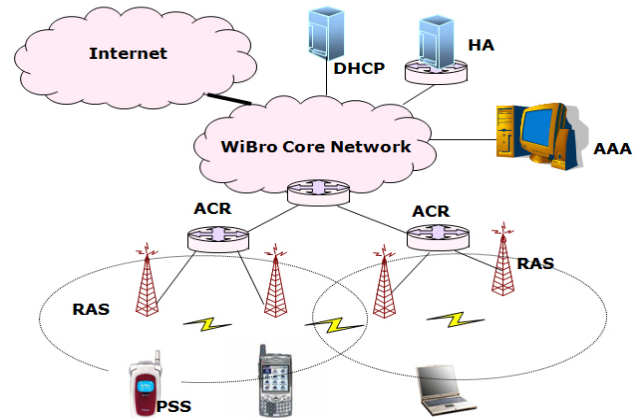 Internet
DHCP
HA
WiBro Core Network
AAA
ACR
ACR
RAS
RAS
PSS